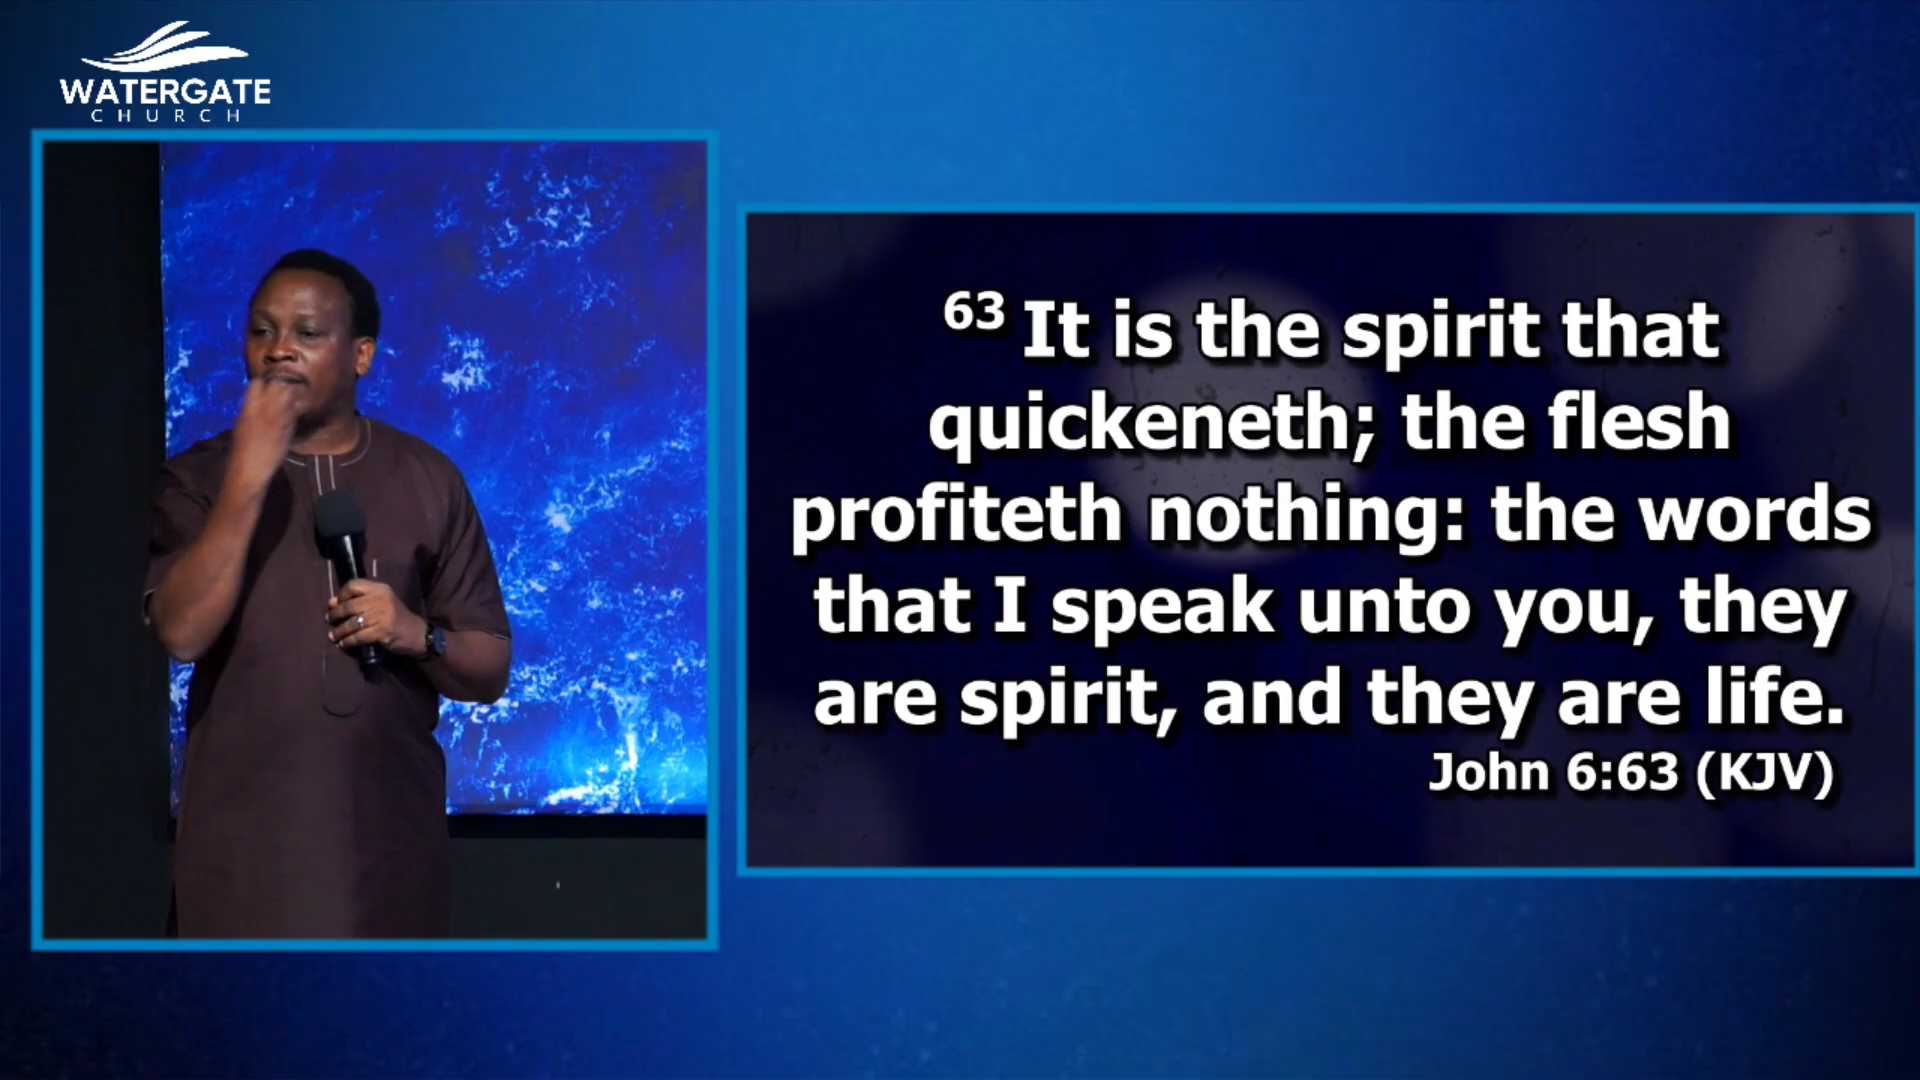 WATERGATE
CHURCH
63 It is the spirit that
quickeneth; the flesh
profiteth nothing: the words
that I speak unto you, they
are spirit, and they are life.
John 6:63 (KJV)